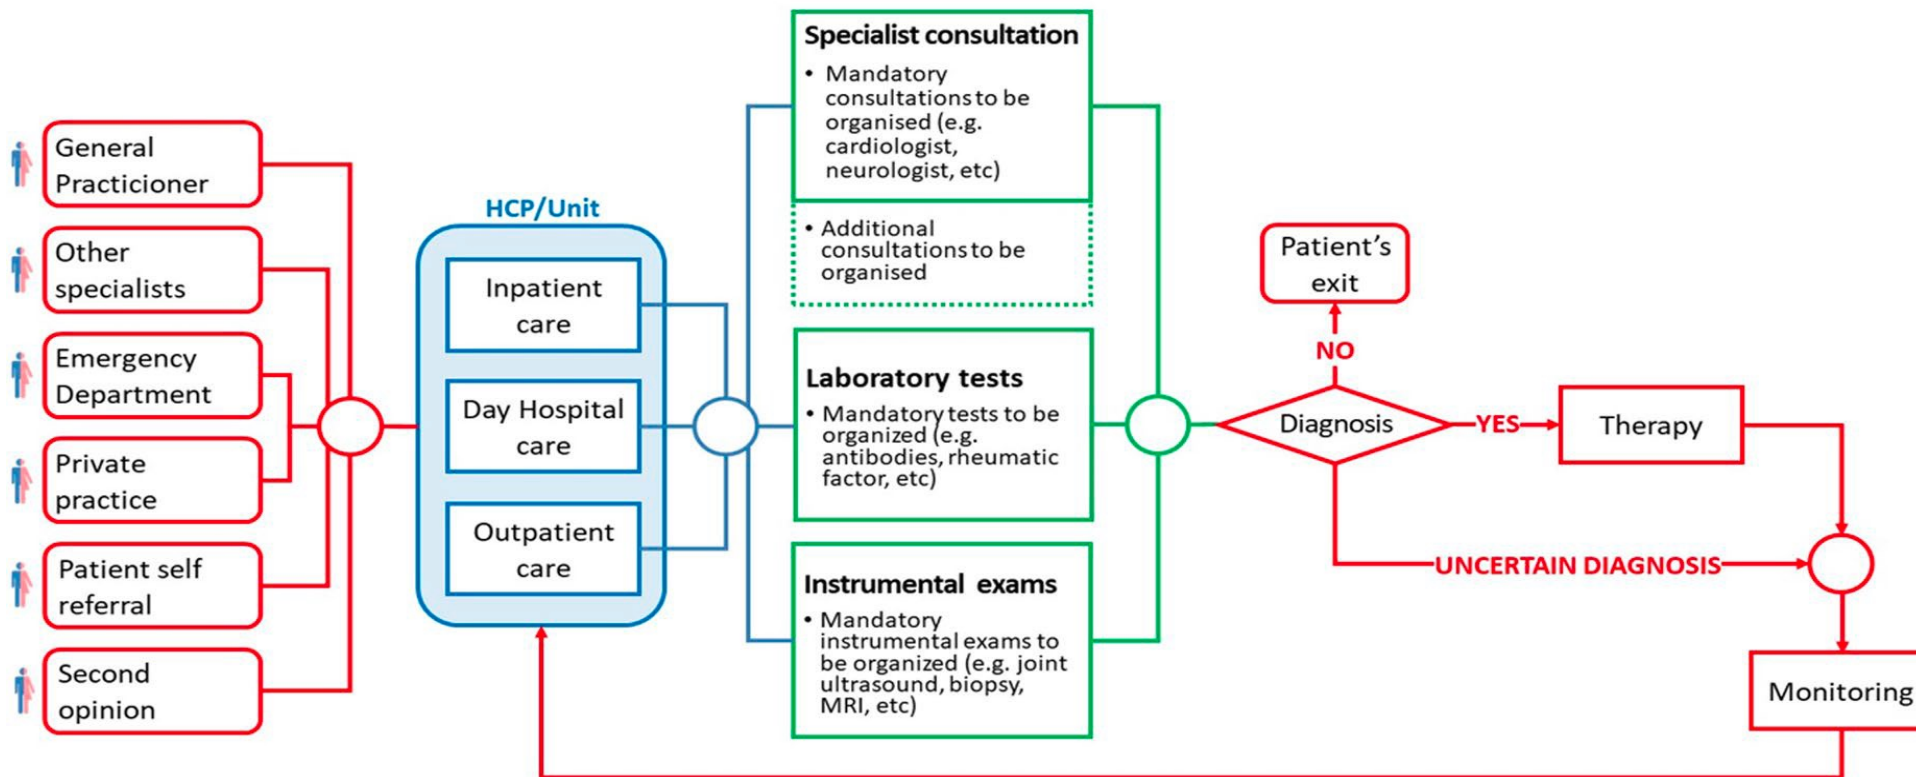 General
Practicioner
Other
specialists
Emergency
Department
Private
practice
Patient self
referral
Second
opinion
HCP/Unit
Inpatient
care
Day Hospital
care
Outpatient
care
Specialist consultation
• Mandatory
consultations to be
organised (e.g.
cardiologist,
neurologist, etc)
• Additional
consultations to be
organised
Laboratory tests
• Mandatory tests to be
organized (e.g.
antibodies, rheumatic
factor, etc)
Instrumental exams
• Mandatory
instrumental exams to
be organized (e.g. joint
ultrasound, biopsy,
MRI, etc)
Patient’s
exit
NO
Diagnosis
YES
Therapy
UNCERTAIN DIAGNOSIS
Monitoring